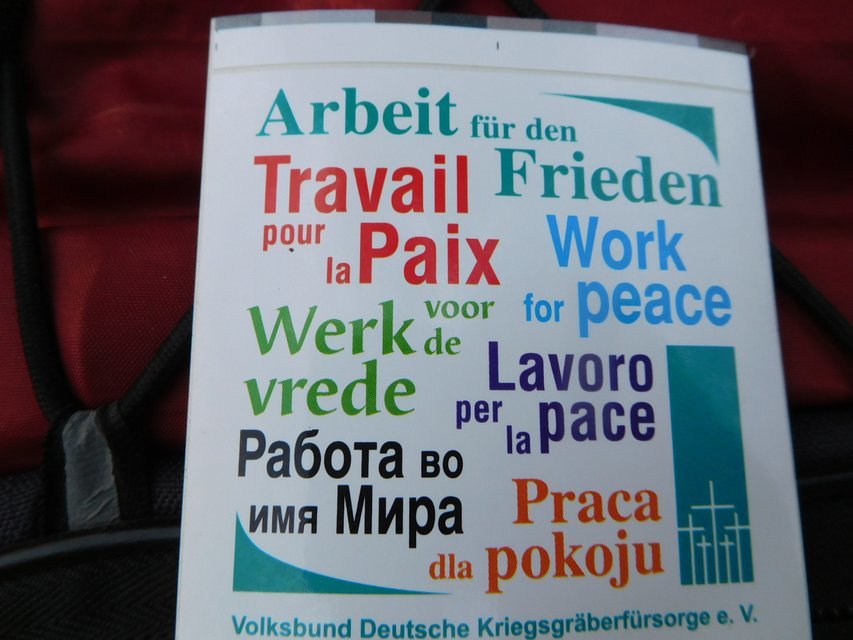 Arbeit für den
Frieden
Travail
pour
la Paix
Work
for peace
Werk voor
de
vrede
Lavoro
per
la pace
Работа во
имя Мира
Praca
dla pokoju
Volksbund Deutsche Kriegsgräberfürsorge e. V.